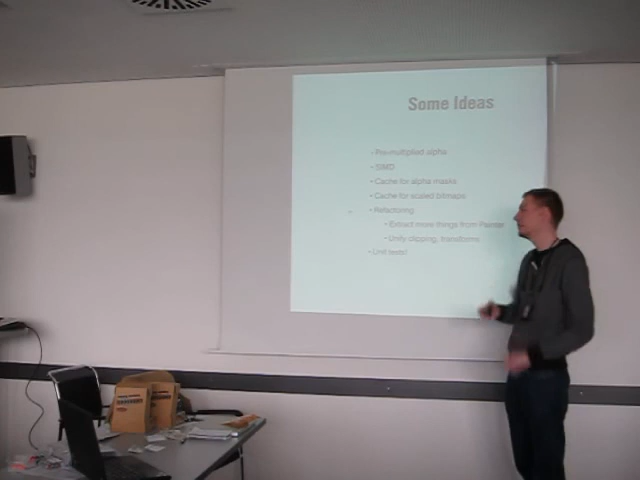 Some Ideas
• Pre-multiplied alpha
• SIMD
• Cache for alpha masks
• Cache for scaled bitmaps
• Refactoring
• Extract more things from Painter
• Unify clipping, transforms
• Unit tests!